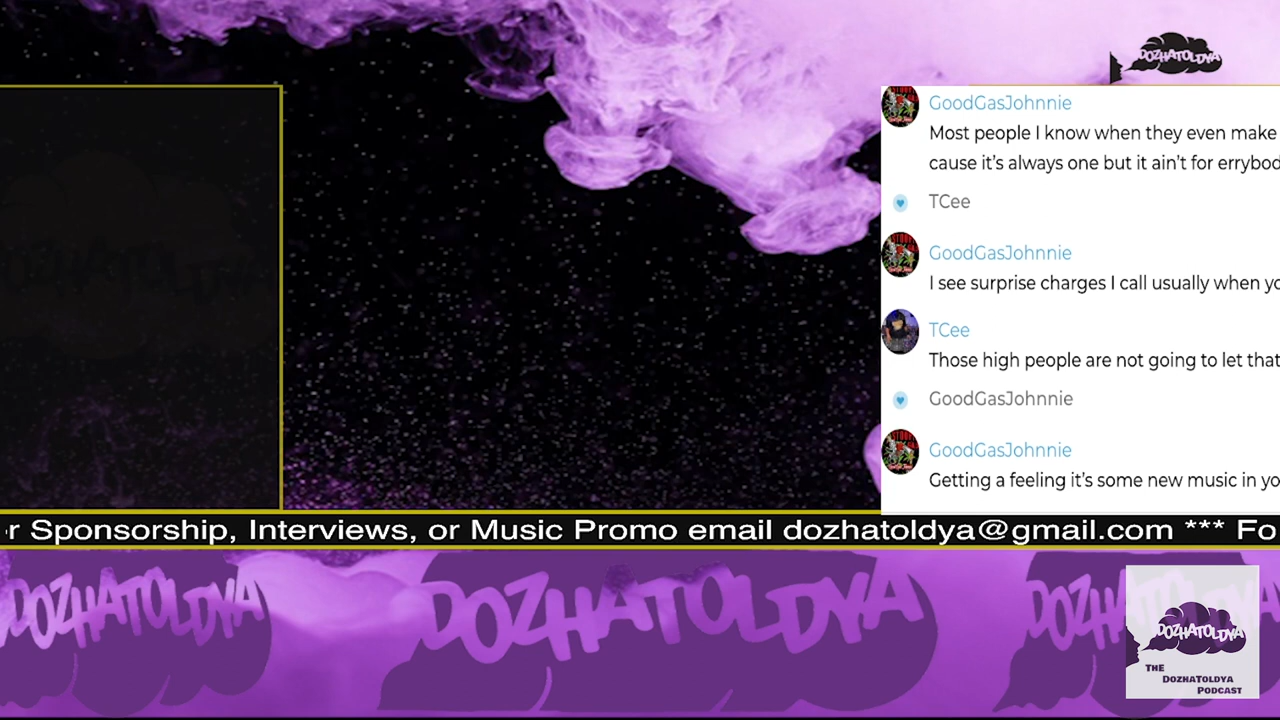 DOZHATOLDYA
GoodGasJohnnie
Most people I know when they even make
cause it's always one but it ain't for errybod
TCee
GoodGasJohnnie
I see surprise charges I call usually when yo
TCee
Those high people are not going to let that
GoodGasJohnnie
GoodGasJohnnie
Getting a feeling it's some new music in yo
r Sponsorship, Interviews, or Music Promo email dozhatoldya@gmail.com *** Fo
DOZHATOLDYA
DOZHATOLDYA
DOZHATOLDYA
DOZHATOLDYA
THE
DOZHATOLDYA
PODCAST